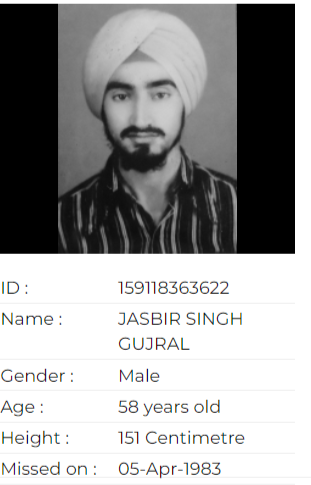 ID : 159118363622
Name : JASBIR SINGH
GUJRAL
Gender : Male
Age : 58 years old
Height : 151 Centimetre
Missed on : 05-Apr-1983